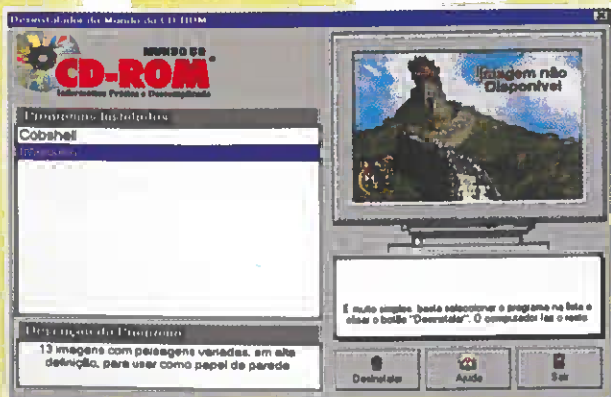 Desinstalador do Mundo do CD-ROM
MUNDO DO
CD-ROM
Informática Prática e Descomplicada
Programas Instalados
Cobshell
Descrição do Programa
13 imagens com paisagens variadas, em alta
definição, para usar como papel de parede
Imagem não
Disponível
É muito simples, basta selecionar o programa na lista e
clicar o botão "Desinstalar". O computador faz o resto.
Desinstalar
Ajuda
Sair